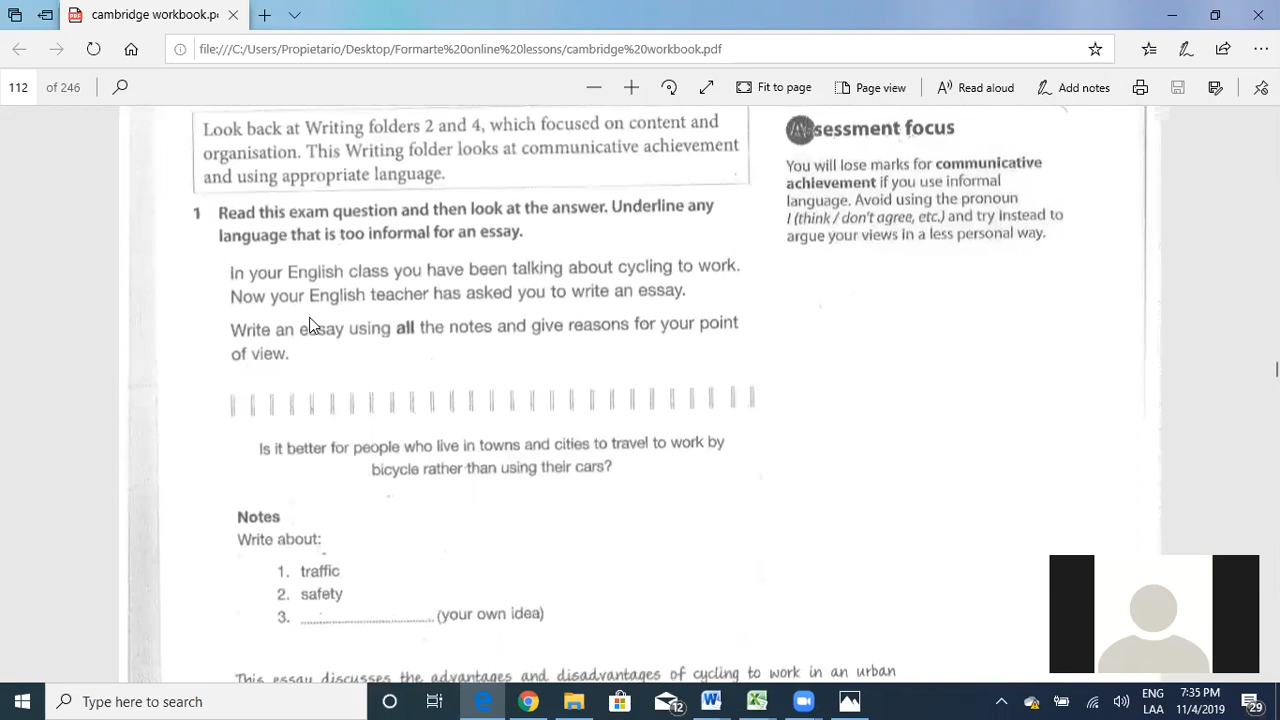 cambridge workbook.p
file:///C:/Users/Propietario/Desktop/Formarte%20online%20lessons/cambridge%20workbook.pdf
112 of 246
Fit to page
Page view
Read aloud
Add notes
Look back at Writing folders 2 and 4, which focused on content and
organisation. This Writing folder looks at communicative achievement
and using appropriate language.
1 Read this exam question and then look at the answer. Underline any
language that is too informal for an essay.
In your English class you have been talking about cycling to work.
Now your English teacher has asked you to write an essay.
Write an essay using all the notes and give reasons for your point
of view.
Is it better for people who live in towns and cities to travel to work by
bicycle rather than using their cars?
Notes
Write about:
1. traffic
2. safety
3. (your own idea)
This essay discusses the advantages and disadvantages of cycling to work in an urban
Assessment focus
You will lose marks for communicative
achievement if you use informal
language. Avoid using the pronoun
I (think / don't agree, etc.) and try instead to
argue your views in a less personal way.
Type here to search
12
ENG
LAA
3:35 PM
11/4/2019
29